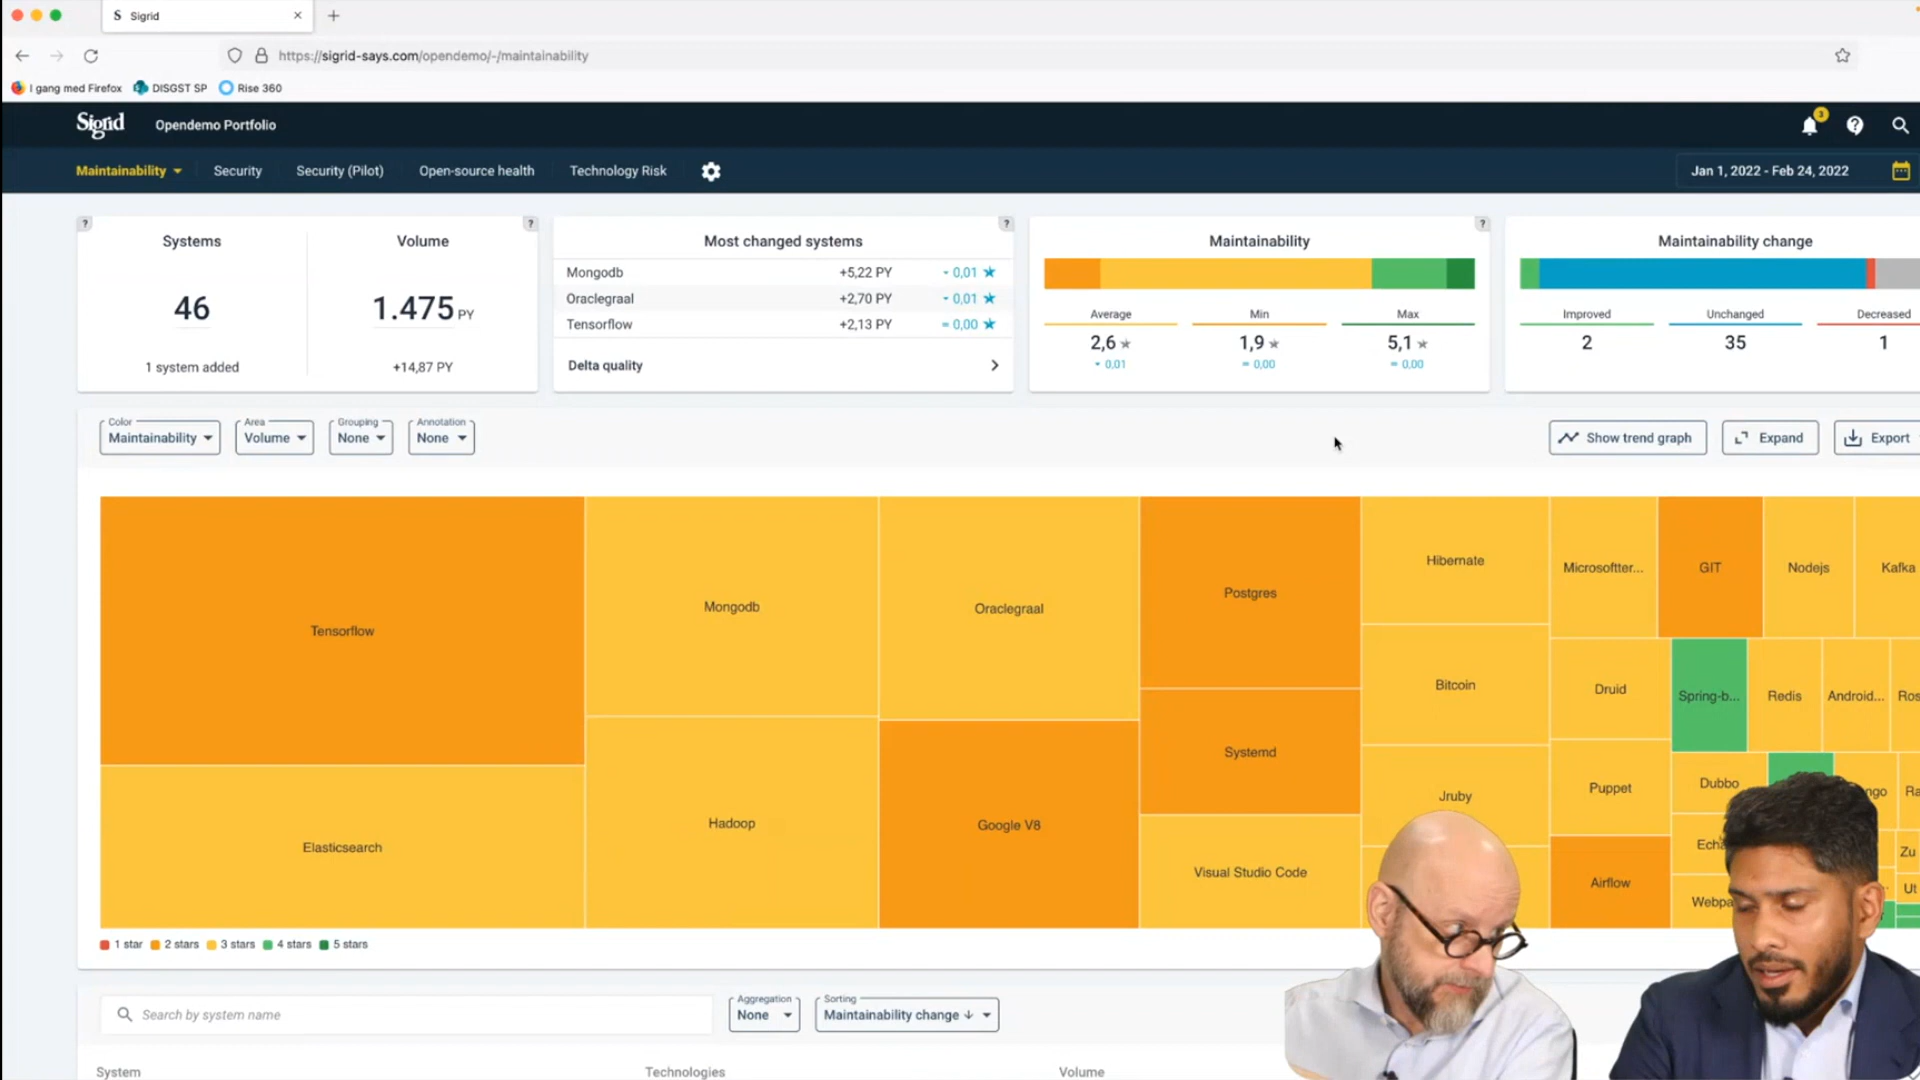 S Sigrid
https://sigrid-says.com/opendemo/-/maintainability
I gang med Firefox DISGST SP Rise 360
Sigrid Opendemo Portfolio 3
Maintainability Security Security (Pilot) Open-source health Technology Risk Jan 1, 2022 - Feb 24, 2022
? ? ? ?
Systems Volume
46 1.475 PY
1 system added +14,87 PY
Most changed systems
Mongodb +5,22 PY 0,01
Oraclegraal +2,70 PY 0,01
Tensorflow +2,13 PY = 0,00
Delta quality
Maintainability
Average Min Max
2,6 1,9 5,1
0,01 = 0,00 = 0,00
Maintainability change
Improved Unchanged Decreased
2 35 1
Color Area Grouping Annotation
Maintainability Volume None None
Show trend graph Expand Export
Tensorflow
Elasticsearch
Mongodb
Hadoop
Oraclegraal
Google V8
Postgres
Systemd
Visual Studio Code
Hibernate
Bitcoin
Jruby
Microsoftter...
Druid
Puppet
Airflow
GIT
Nodejs
Kafka
Spring-b...
Redis
Android...
Ros
Dubbo
ngo
Ra
Echa
Zu
Webpa
Ut
1 star 2 stars 3 stars 4 stars 5 stars
Search by system name
Aggregation Sorting
None Maintainability change ↓
System Technologies Volume